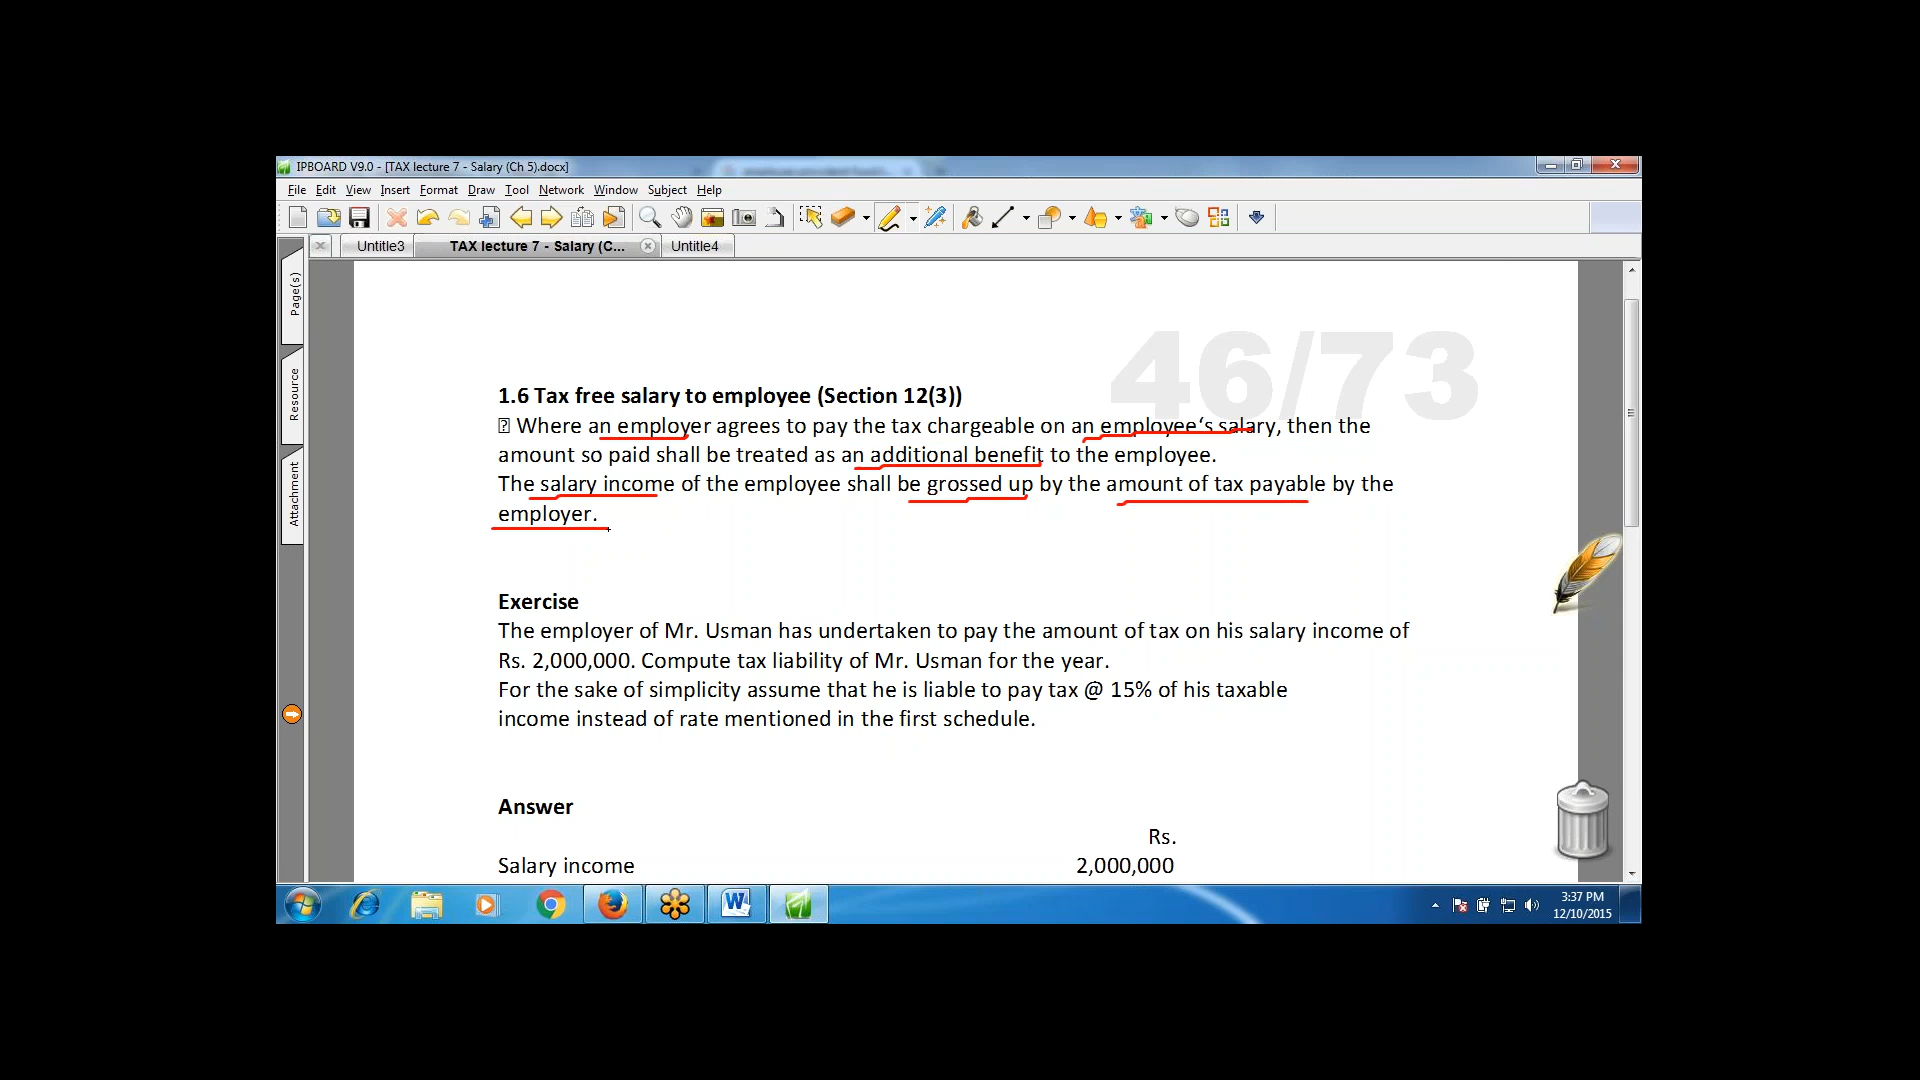 IPBOARD V9.0 - [TAX lecture 7 - Salary (Ch 5).docx]
File Edit View Insert Format Draw Tool Network Window Subject Help
Untitled3 TAX lecture 7 - Salary (C... Untitle4
Page(s)
Resource
Attachment
46/73
1.6 Tax free salary to employee (Section 12(3))
Where an employer agrees to pay the tax chargeable on an employee‘s salary, then the
amount so paid shall be treated as an additional benefit to the employee.
The salary income of the employee shall be grossed up by the amount of tax payable by the
employer.
Exercise
The employer of Mr. Usman has undertaken to pay the amount of tax on his salary income of
Rs. 2,000,000. Compute tax liability of Mr. Usman for the year.
For the sake of simplicity assume that he is liable to pay tax @ 15% of his taxable
income instead of rate mentioned in the first schedule.
Answer
Rs.
Salary income 2,000,000
3:37 PM
12/10/2015